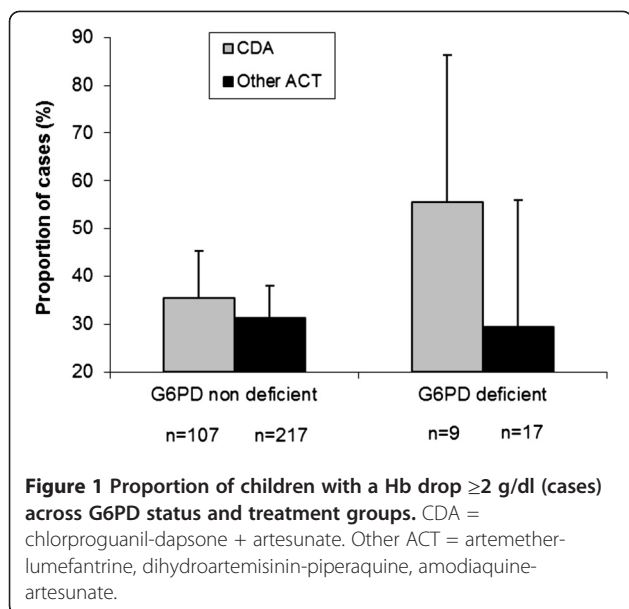 90
80
70
60
50
40
30
20
Proportion of cases (%)
CDA
Other ACT
G6PD non deficient
G6PD deficient
n=107 n=217 n=9 n=17
Figure 1 Proportion of children with a Hb drop ≥2 g/dl (cases)
across G6PD status and treatment groups. CDA =
chlorproguanil-dapsone + artesunate. Other ACT = artemether-
lumefantrine, dihydroartemisinin-piperaquine, amodiaquine-
artesunate.